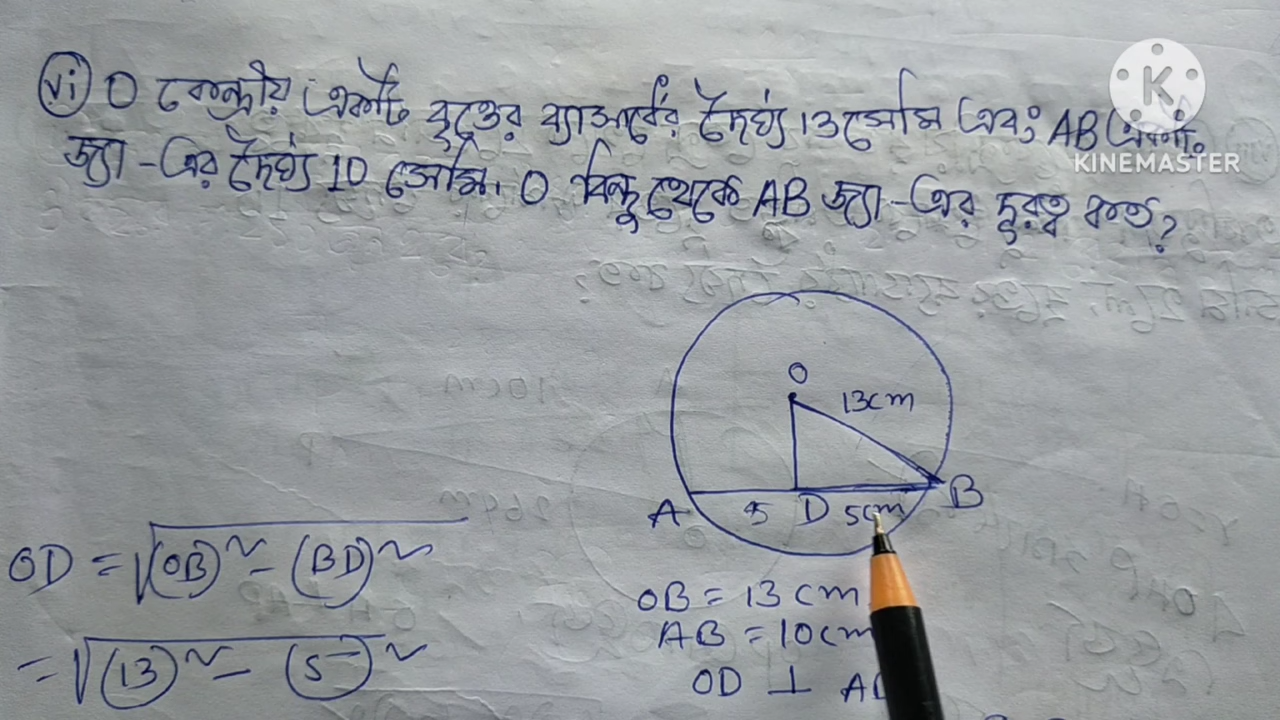 (vi) O কেন্দ্রীয় একটি বৃত্তের ব্যাসার্ধের দৈর্ঘ্য 13 সেমি এবং AB একটি
জ্যা-এর দৈর্ঘ্য 10 সেমি। O বিন্দু থেকে AB জ্যা-এর দূরত্ব কত?
K
KINEMASTER
O
13cm
A 5 D 5cm B
OD = √(OB)² - (BD)²
= √(13)² - (5)²
OB = 13 cm
AB = 10cm
OD ⊥